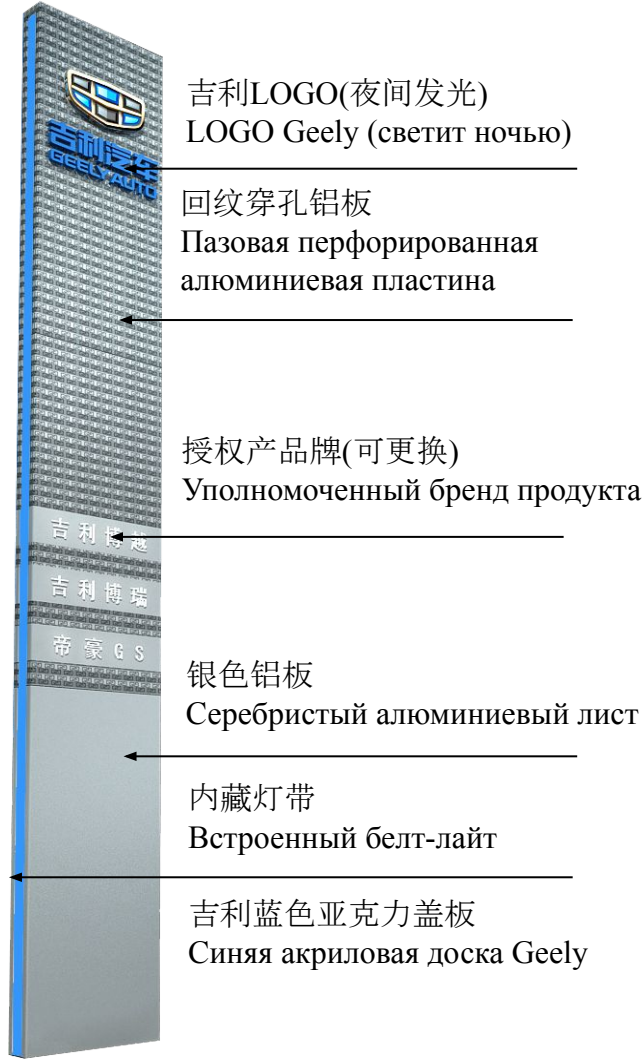 吉利汽车
GEELY AUTO
吉利LOGO(夜间发光)
LOGO Geely (светит ночью)
回纹穿孔铝板
Пазовая перфорированная
алюминиевая пластина
授权产品牌(可更换)
Уполномоченный бренд продукта
吉利博越
吉利博瑞
帝豪GS
银色铝板
Серебристый алюминиевый лист
内藏灯带
Встроенный белт-лайт
吉利蓝色亚克力盖板
Синяя акриловая доска Geely